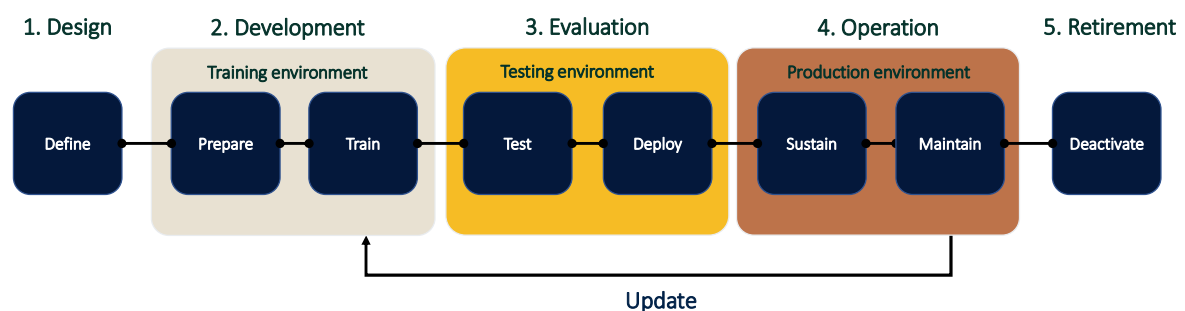 1. Design
2. Development
3. Evaluation
4. Operation
5. Retirement
Training environment
Testing environment
Production environment
Define
Prepare
Train
Test
Deploy
Sustain
Maintain
Deactivate
Update